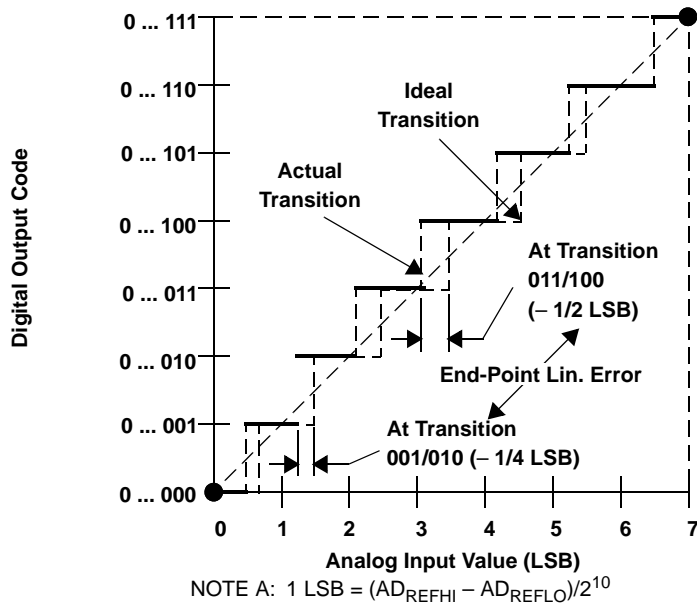 0 ... 111
0 ... 110
0 ... 101
0 ... 100
0 ... 011
0 ... 010
0 ... 001
0 ... 000
Digital Output Code
Ideal
Transition
Actual
Transition
At Transition
011/100
(– 1/2 LSB)
End-Point Lin. Error
At Transition
001/010 (– 1/4 LSB)
0 1 2 3 4 5 6 7
Analog Input Value (LSB)
NOTE A: 1 LSB = (AD_REFHI – AD_REFLO)/2^10